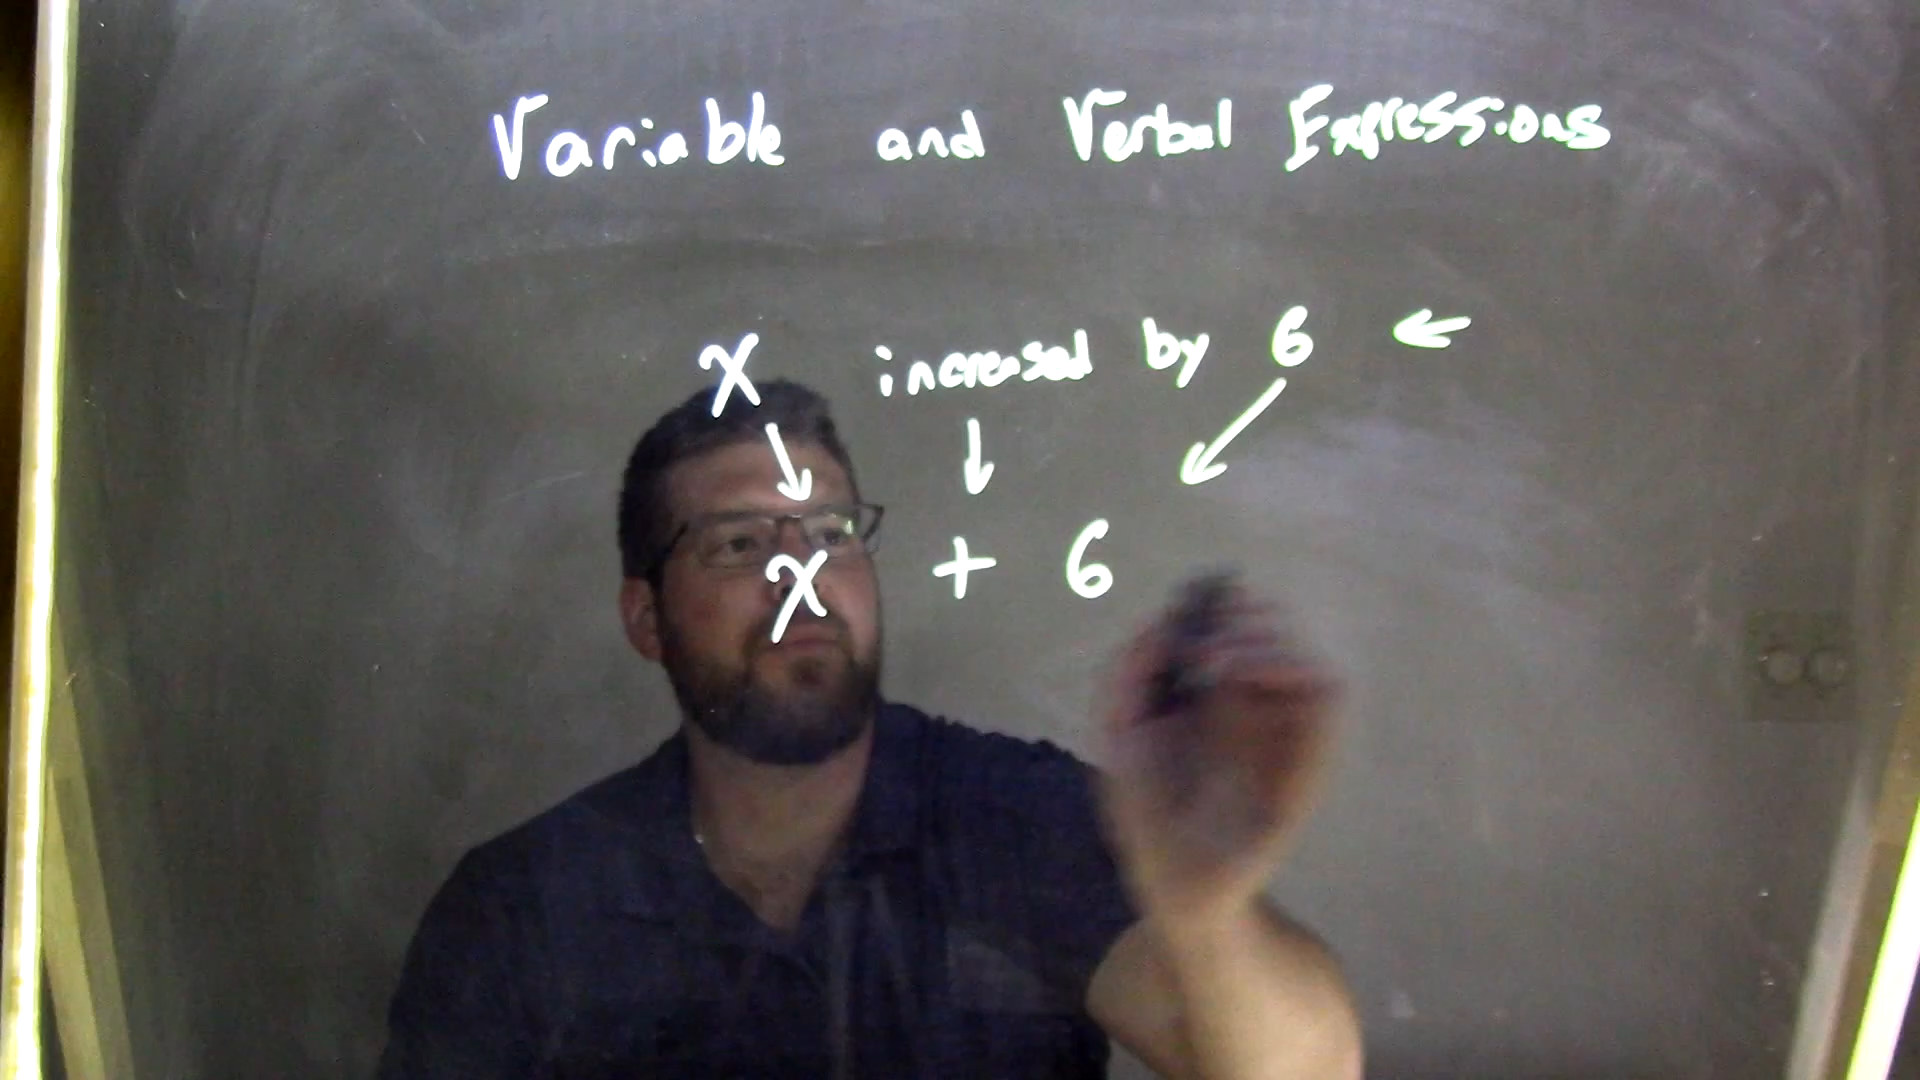 Variable and Verbal Expressions
x increased by 6 ←
↓ ↓ ↙
x + 6